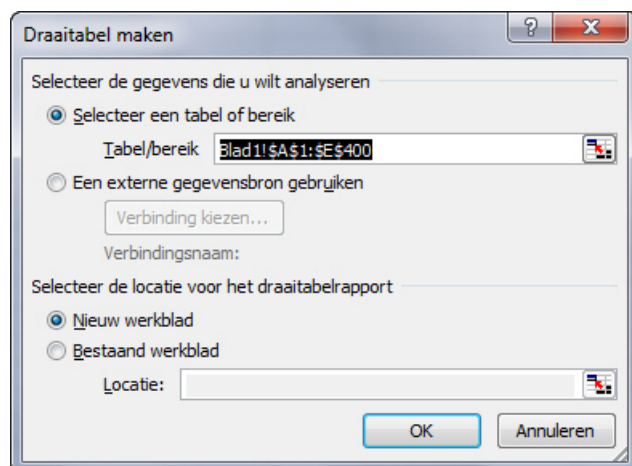 Draaitabel maken
Selecteer de gegevens die u wilt analyseren
Selecteer een tabel of bereik
Tabel/bereik Blad1!$A$1:$E$400
Een externe gegevensbron gebruiken
Verbinding kiezen...
Verbindingsnaam:
Selecteer de locatie voor het draaitabelrapport
Nieuw werkblad
Bestaand werkblad
Locatie:
OK Annuleren